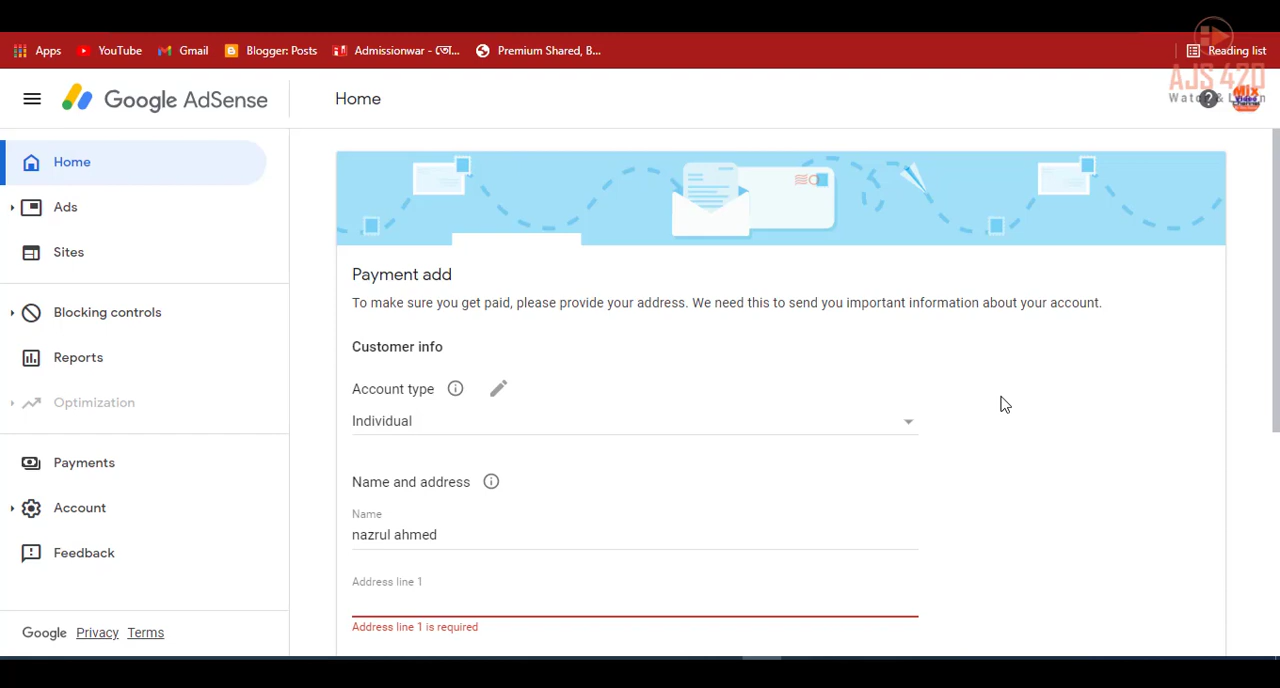 Apps YouTube Gmail Blogger: Posts Admissionwar - Premium Shared, B... Reading list
AJS 420
Watch & L
Google AdSense Home
Home
Ads
Sites
Blocking controls
Reports
Optimization
Payments
Account
Feedback
Google Privacy Terms
Payment add
To make sure you get paid, please provide your address. We need this to send you important information about your account.
Customer info
Account type
Individual
Name and address
Name
nazrul ahmed
Address line 1
Address line 1 is required